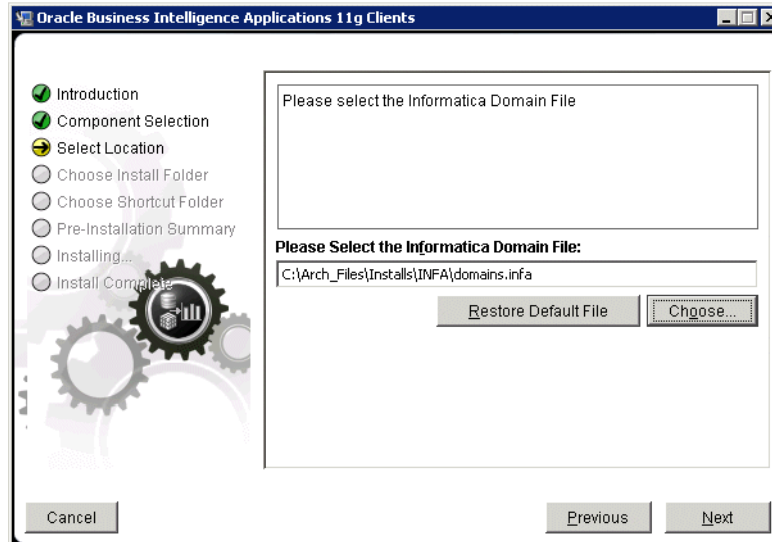 Oracle Business Intelligence Applications 11g Clients
Introduction
Component Selection
Select Location
Choose Install Folder
Choose Shortcut Folder
Pre-Installation Summary
Installing...
Install Complete
Please select the Informatica Domain File
Please Select the Informatica Domain File:
C:\Arch_Files\Installs\INFA\domains.infa
Restore Default File
Choose...
Cancel
Previous
Next